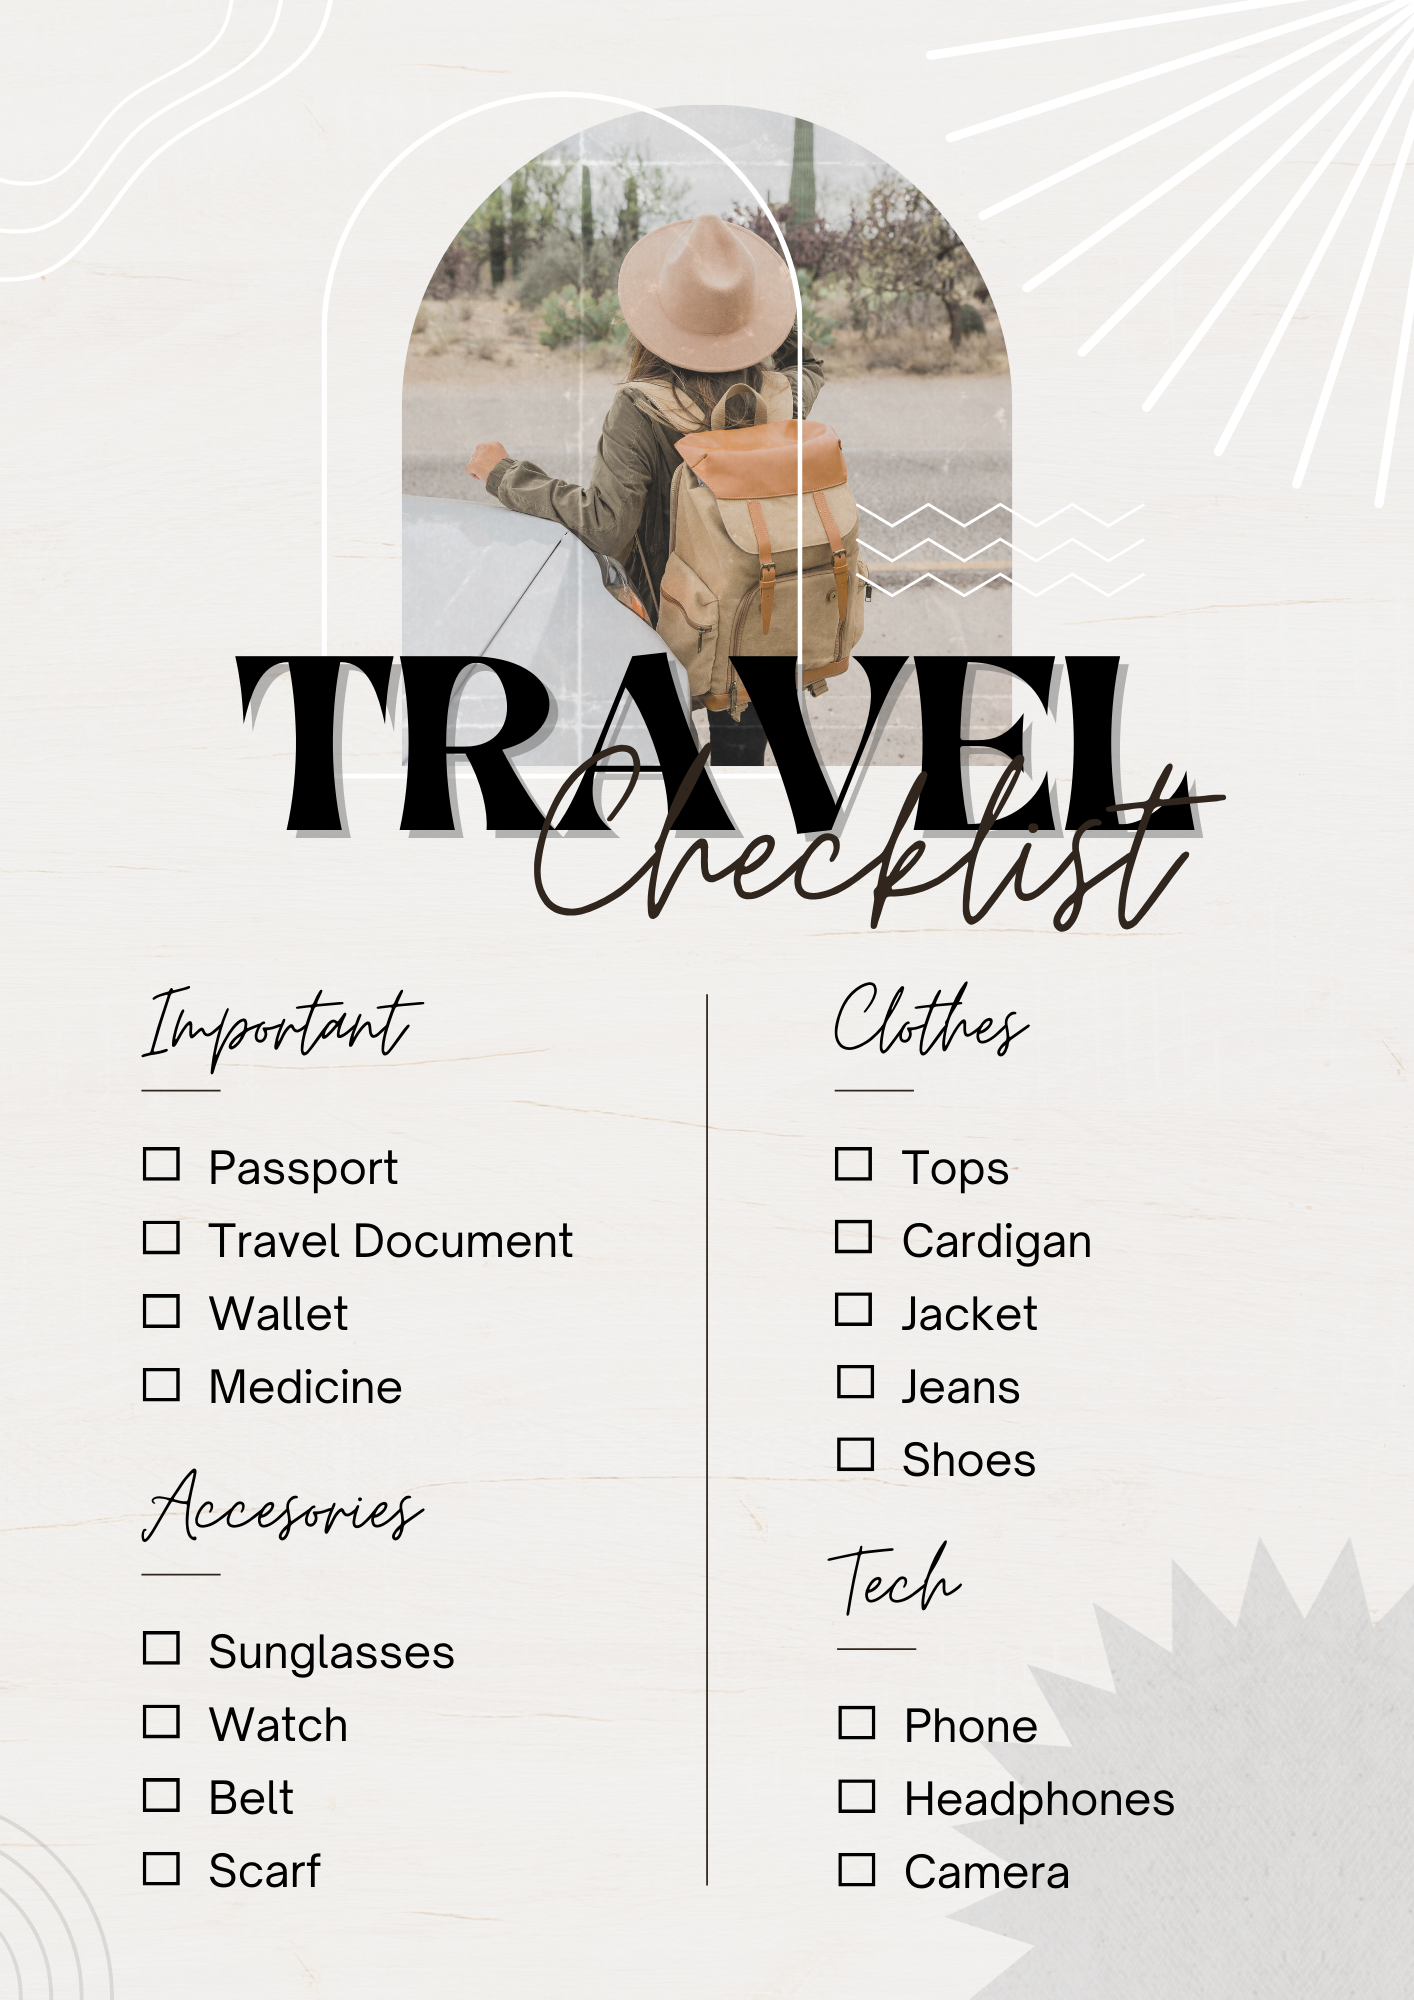 TRAVEL
Checklist
Important
Passport
Travel Document
Wallet
Medicine
Accesories
Sunglasses
Watch
Belt
Scarf
Clothes
Tops
Cardigan
Jacket
Jeans
Shoes
Tech
Phone
Headphones
Camera